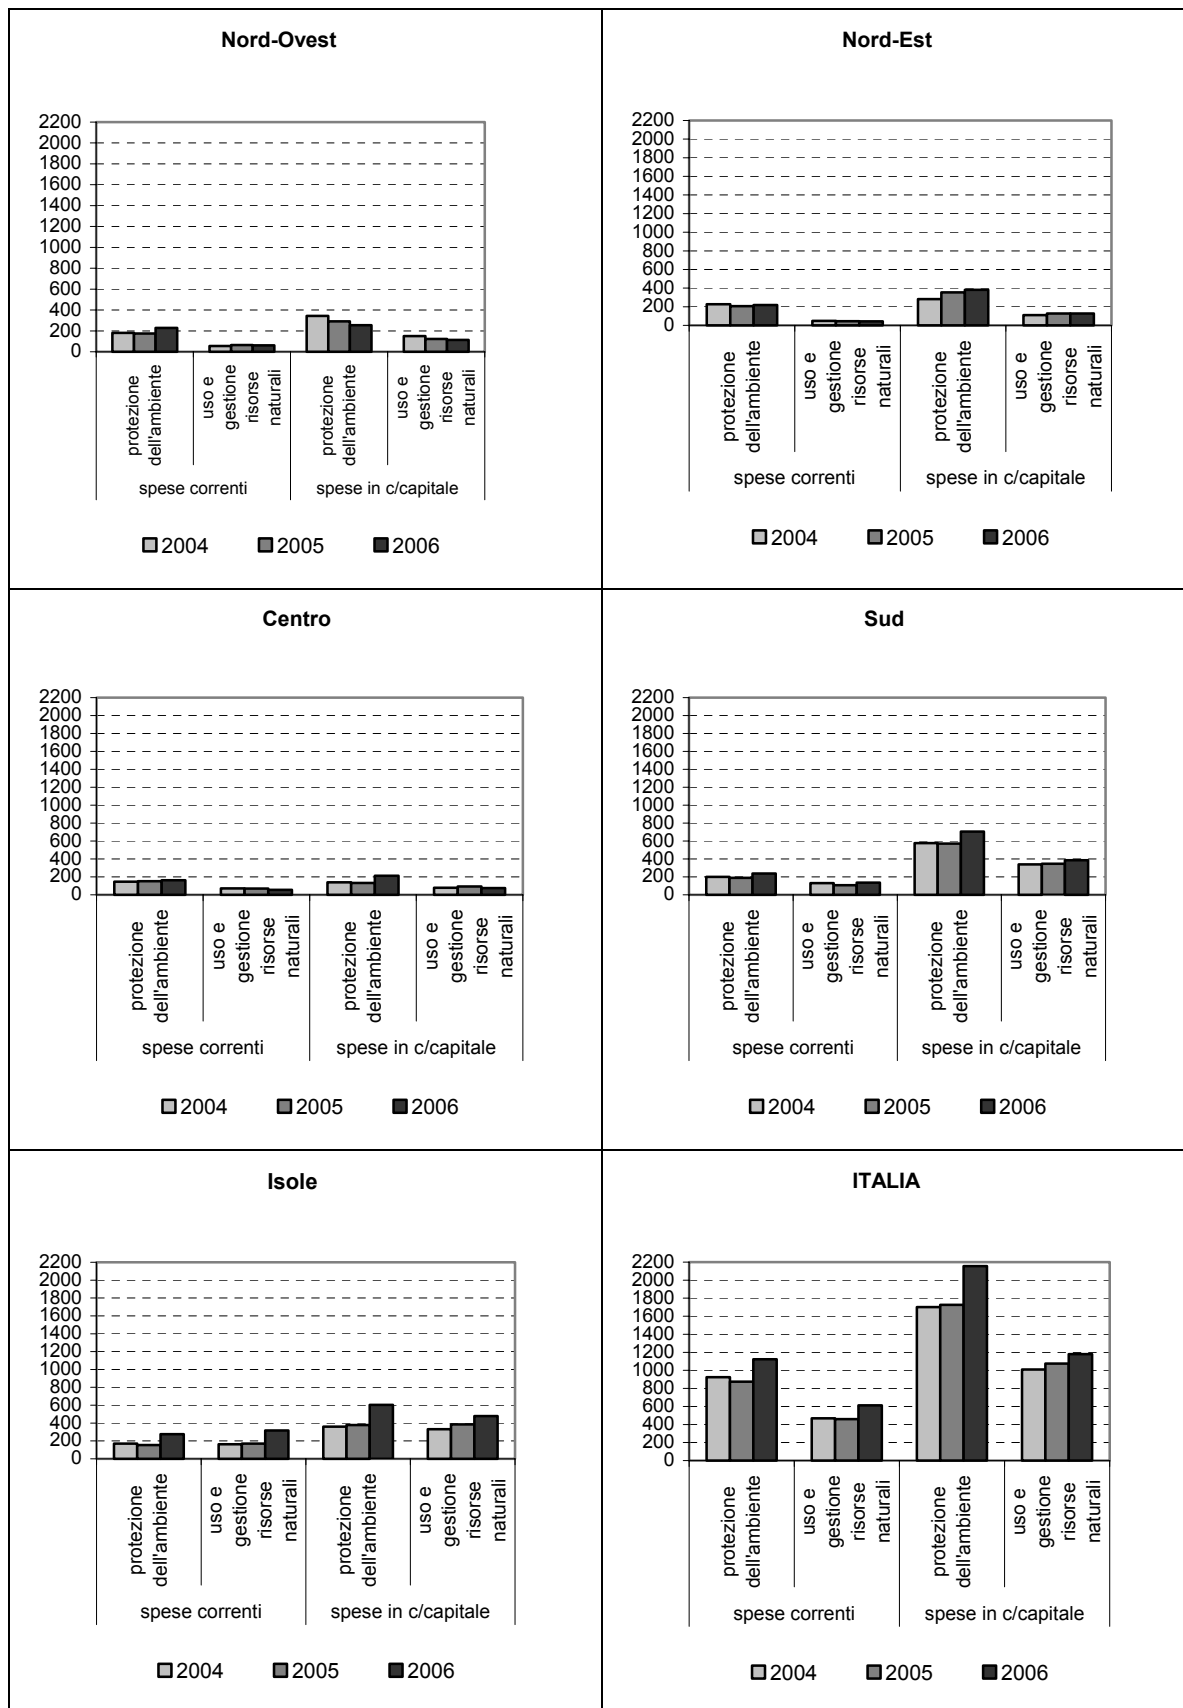 Nord-Ovest
2200
2000
1800
1600
1400
1200
1000
800
600
400
200
0
protezione
dell'ambiente
uso e
gestione
risorse
naturali
protezione
dell'ambiente
uso e
gestione
risorse
naturali
spese correnti
spese in c/capitale
2004 2005 2006
Nord-Est
2200
2000
1800
1600
1400
1200
1000
800
600
400
200
0
protezione
dell'ambiente
uso e
gestione
risorse
naturali
protezione
dell'ambiente
uso e
gestione
risorse
naturali
spese correnti
spese in c/capitale
2004 2005 2006
Centro
2200
2000
1800
1600
1400
1200
1000
800
600
400
200
0
protezione
dell'ambiente
uso e
gestione
risorse
naturali
protezione
dell'ambiente
uso e
gestione
risorse
naturali
spese correnti
spese in c/capitale
2004 2005 2006
Sud
2200
2000
1800
1600
1400
1200
1000
800
600
400
200
0
protezione
dell'ambiente
uso e
gestione
risorse
naturali
protezione
dell'ambiente
uso e
gestione
risorse
naturali
spese correnti
spese in c/capitale
2004 2005 2006
Isole
2200
2000
1800
1600
1400
1200
1000
800
600
400
200
0
protezione
dell'ambiente
uso e
gestione
risorse
naturali
protezione
dell'ambiente
uso e
gestione
risorse
naturali
spese correnti
spese in c/capitale
2004 2005 2006
ITALIA
2200
2000
1800
1600
1400
1200
1000
800
600
400
200
0
protezione
dell'ambiente
uso e
gestione
risorse
naturali
protezione
dell'ambiente
uso e
gestione
risorse
naturali
spese correnti
spese in c/capitale
2004 2005 2006